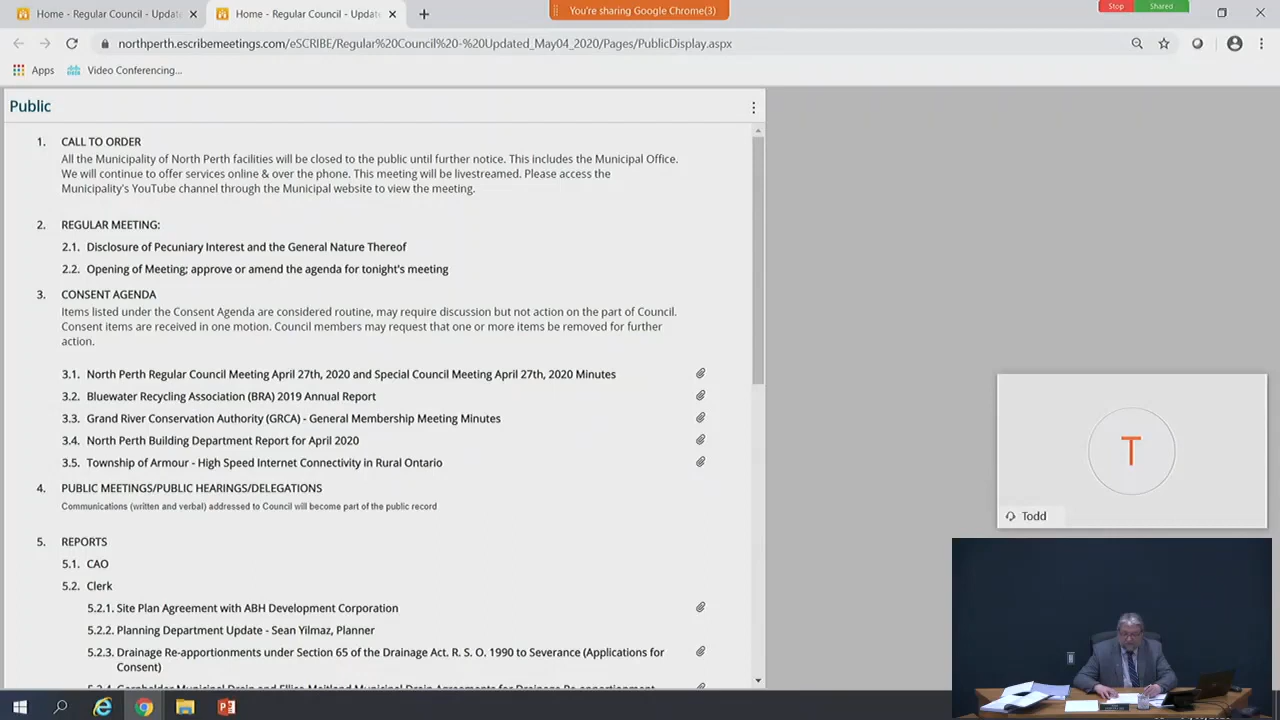 Home - Regular Council - Updat
Home - Regular Council - Update
You're sharing Google Chrome(3)
Stop
Shared
northperth.escribemeetings.com/eSCRIBE/Regular%20Council%20-%20Updated_May04_2020/Pages/PublicDisplay.aspx
Apps
Video Conferencing...
Public
1. CALL TO ORDER
All the Municipality of North Perth facilities will be closed to the public until further notice. This includes the Municipal Office.
We will continue to offer services online & over the phone. This meeting will be livestreamed. Please access the
Municipality's YouTube channel through the Municipal website to view the meeting.
2. REGULAR MEETING:
2.1. Disclosure of Pecuniary Interest and the General Nature Thereof
2.2. Opening of Meeting; approve or amend the agenda for tonight's meeting
3. CONSENT AGENDA
Items listed under the Consent Agenda are considered routine, may require discussion but not action on the part of Council.
Consent items are received in one motion. Council members may request that one or more items be removed for further
action.
3.1. North Perth Regular Council Meeting April 27th, 2020 and Special Council Meeting April 27th, 2020 Minutes
3.2. Bluewater Recycling Association (BRA) 2019 Annual Report
3.3. Grand River Conservation Authority (GRCA) - General Membership Meeting Minutes
3.4. North Perth Building Department Report for April 2020
3.5. Township of Armour - High Speed Internet Connectivity in Rural Ontario
4. PUBLIC MEETINGS/PUBLIC HEARINGS/DELEGATIONS
Communications (written and verbal) addressed to Council will become part of the public record
5. REPORTS
5.1. CAO
5.2. Clerk
5.2.1. Site Plan Agreement with ABH Development Corporation
5.2.2. Planning Department Update - Sean Yilmaz, Planner
5.2.3. Drainage Re-apportionments under Section 65 of the Drainage Act. R. S. O. 1990 to Severance (Applications for
Consent)
T
Todd